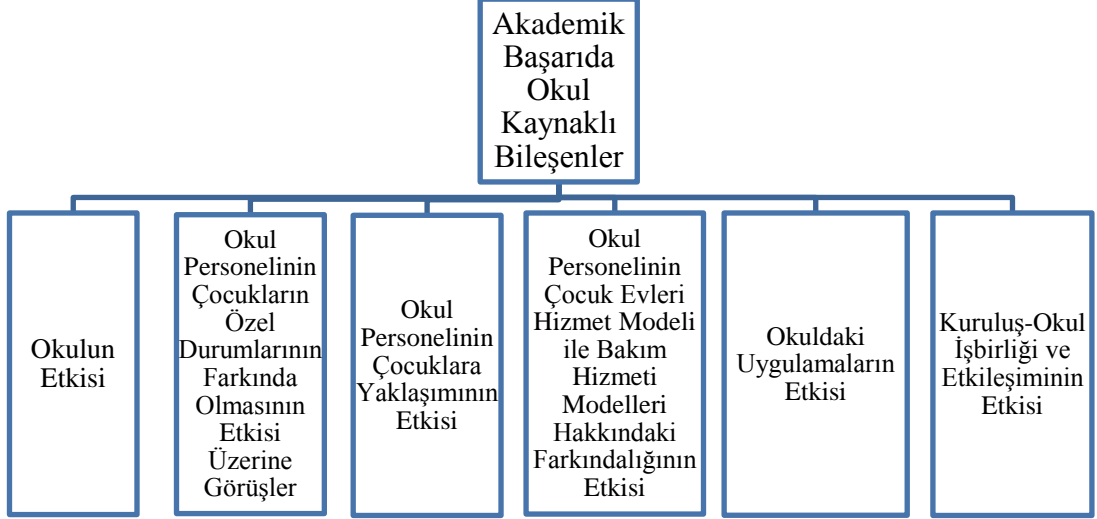 Akademik
Başarıda
Okul
Kaynaklı
Bileşenler
Okulun
Etkisi
Okul
Personelinin
Çocukların
Özel
Durumlarının
Farkında
Olmasının
Etkisi
Üzerine
Görüşler
Okul
Personelinin
Çocuklara
Yaklaşımının
Etkisi
Okul
Personelinin
Çocuk Evleri
Hizmet Modeli
ile Bakım
Hizmeti
Modelleri
Hakkındaki
Farkındalığının
Etkisi
Okuldaki
Uygulamaların
Etkisi
Kuruluş-Okul
İşbirliği ve
Etkileşiminin
Etkisi